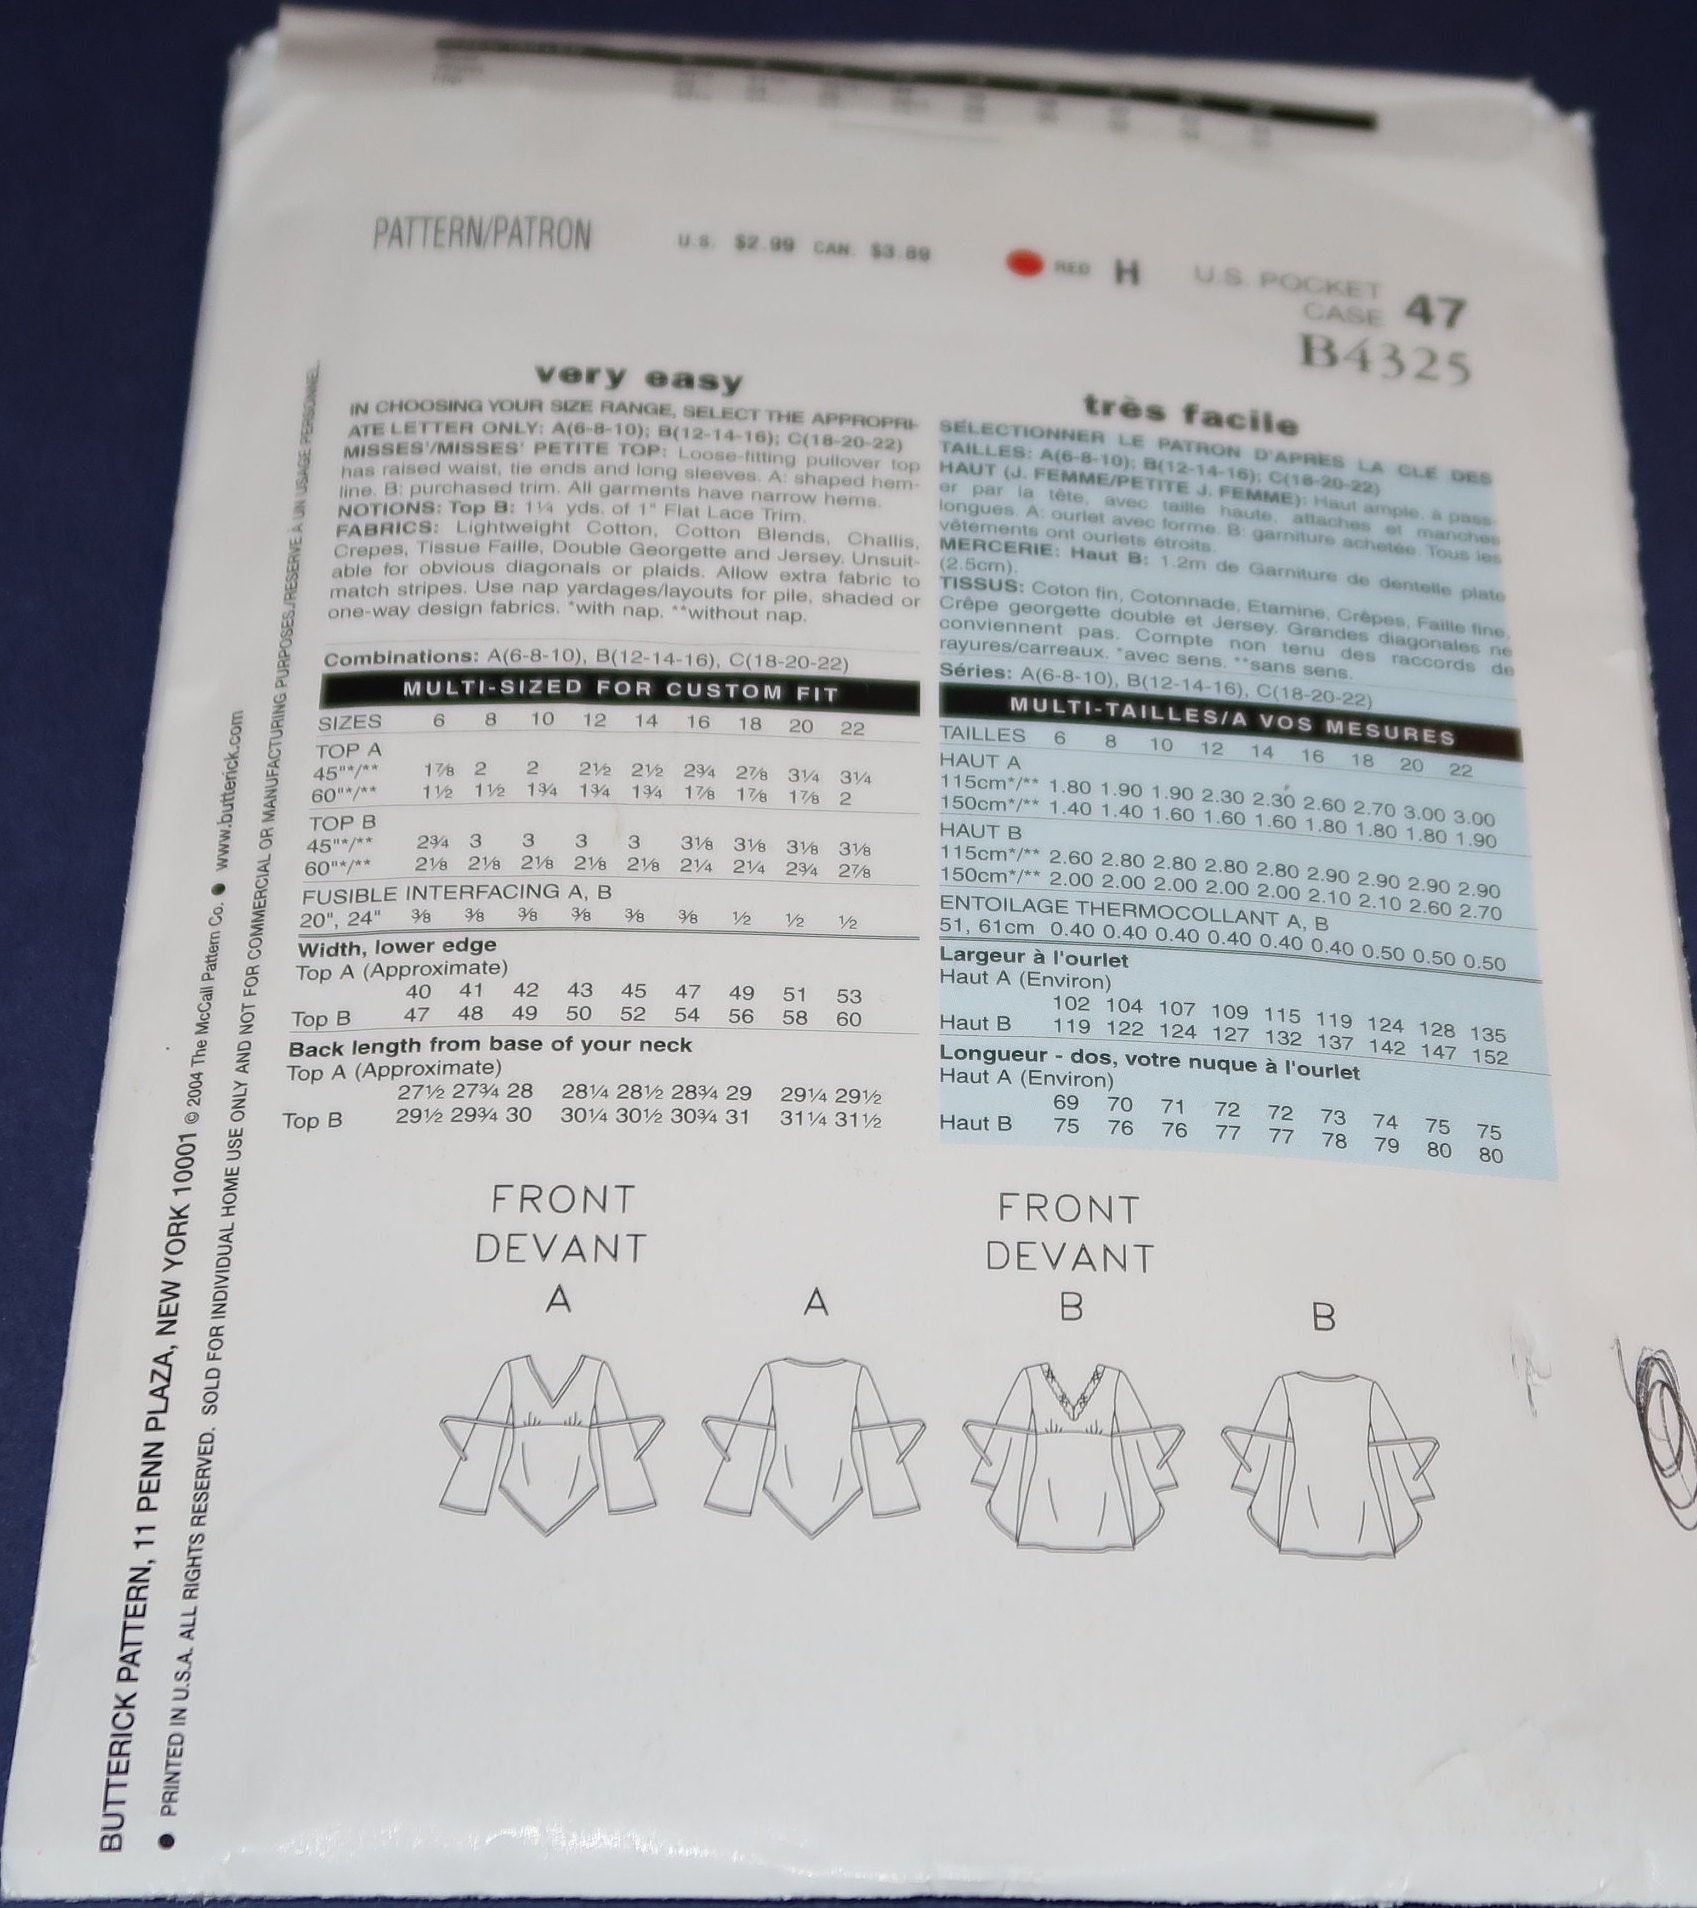 PATTERN/PATRON
U.S. $2.99 CAN. $3.89
RED H
U.S. POCKET
CASE 47
B4325
very easy
IN CHOOSING YOUR SIZE RANGE, SELECT THE APPROPRI-
ATE LETTER ONLY: A(6-8-10); B(12-14-16); C(18-20-22)
MISSES'/MISSES' PETITE TOP: Loose-fitting pullover top
has raised waist, tie ends and long sleeves. A: shaped hem-
line. B: purchased trim. All garments have narrow hems.
NOTIONS: Top B: 1¼ yds. of 1" Flat Lace Trim.
FABRICS: Lightweight Cotton, Cotton Blends, Challis,
Crepes, Tissue Faille, Double Georgette and Jersey. Unsuit-
able for obvious diagonals or plaids. Allow extra fabric to
match stripes. Use nap yardages/layouts for pile, shaded or
one-way design fabrics. *with nap. **without nap.
Combinations: A(6-8-10), B(12-14-16), C(18-20-22)
MULTI-SIZED FOR CUSTOM FIT
SIZES 6 8 10 12 14 16 18 20 22
TOP A
45"*/** 1⅞ 2 2 2½ 2½ 2¾ 2⅞ 3¼ 3¼
60"*/** 1½ 1½ 1¾ 1¾ 1¾ 1⅞ 1⅞ 1⅞ 2
TOP B
45"*/** 2¾ 3 3 3 3 3⅛ 3⅛ 3⅛ 3⅛
60"*/** 2⅛ 2⅛ 2⅛ 2⅛ 2⅛ 2¼ 2¼ 2¾ 2⅞
FUSIBLE INTERFACING A, B
20", 24" ⅜ ⅜ ⅜ ⅜ ⅜ ⅜ ½ ½ ½
Width, lower edge
Top A (Approximate)
40 41 42 43 45 47 49 51 53
Top B 47 48 49 50 52 54 56 58 60
Back length from base of your neck
Top A (Approximate)
27½ 27¾ 28 28¼ 28½ 28¾ 29 29¼ 29½
Top B 29½ 29¾ 30 30¼ 30½ 30¾ 31 31¼ 31½
très facile
SÉLECTIONNER LE PATRON D'APRÈS LA CLÉ DES
TAILLES: A(6-8-10); B(12-14-16); C(18-20-22)
HAUT (J. FEMME/PETITE J. FEMME): Haut ample, à pass-
er par la tête, avec taille haute, attaches et manches
longues. A: ourlet avec forme. B: garniture achetée. Tous les
vêtements ont ourlets étroits.
MERCERIE: Haut B: 1.2m de Garniture de dentelle plate
(2.5cm).
TISSUS: Coton fin, Cotonnade, Etamine, Crêpes, Faille fine,
Crêpe georgette double et Jersey. Grandes diagonales ne
conviennent pas. Compte non tenu des raccords de
rayures/carreaux. *avec sens. **sans sens.
Séries: A(6-8-10), B(12-14-16), C(18-20-22)
MULTI-TAILLES/A VOS MESURES
TAILLES 6 8 10 12 14 16 18 20 22
HAUT A
115cm*/** 1.80 1.90 1.90 2.30 2.30 2.60 2.70 3.00 3.00
150cm*/** 1.40 1.40 1.60 1.60 1.60 1.80 1.80 1.80 1.90
HAUT B
115cm*/** 2.60 2.80 2.80 2.80 2.80 2.90 2.90 2.90 2.90
150cm*/** 2.00 2.00 2.00 2.00 2.00 2.10 2.10 2.60 2.70
ENTOILAGE THERMOCOLLANT A, B
51, 61cm 0.40 0.40 0.40 0.40 0.40 0.40 0.50 0.50 0.50
Largeur à l'ourlet
Haut A (Environ)
102 104 107 109 115 119 124 128 135
Haut B 119 122 124 127 132 137 142 147 152
Longueur - dos, votre nuque à l'ourlet
Haut A (Environ)
69 70 71 72 72 73 74 75 75
Haut B 75 76 76 77 77 78 79 80 80
FRONT
DEVANT
A
A
FRONT
DEVANT
B
B
BUTTERICK PATTERN, 11 PENN PLAZA, NEW YORK 10001 © 2004 The McCall Pattern Co. ● www.butterick.com
● PRINTED IN U.S.A. ALL RIGHTS RESERVED. SOLD FOR INDIVIDUAL HOME USE ONLY AND NOT FOR COMMERCIAL OR MANUFACTURING PURPOSES./RESERVE À UN USAGE PERSONNEL.